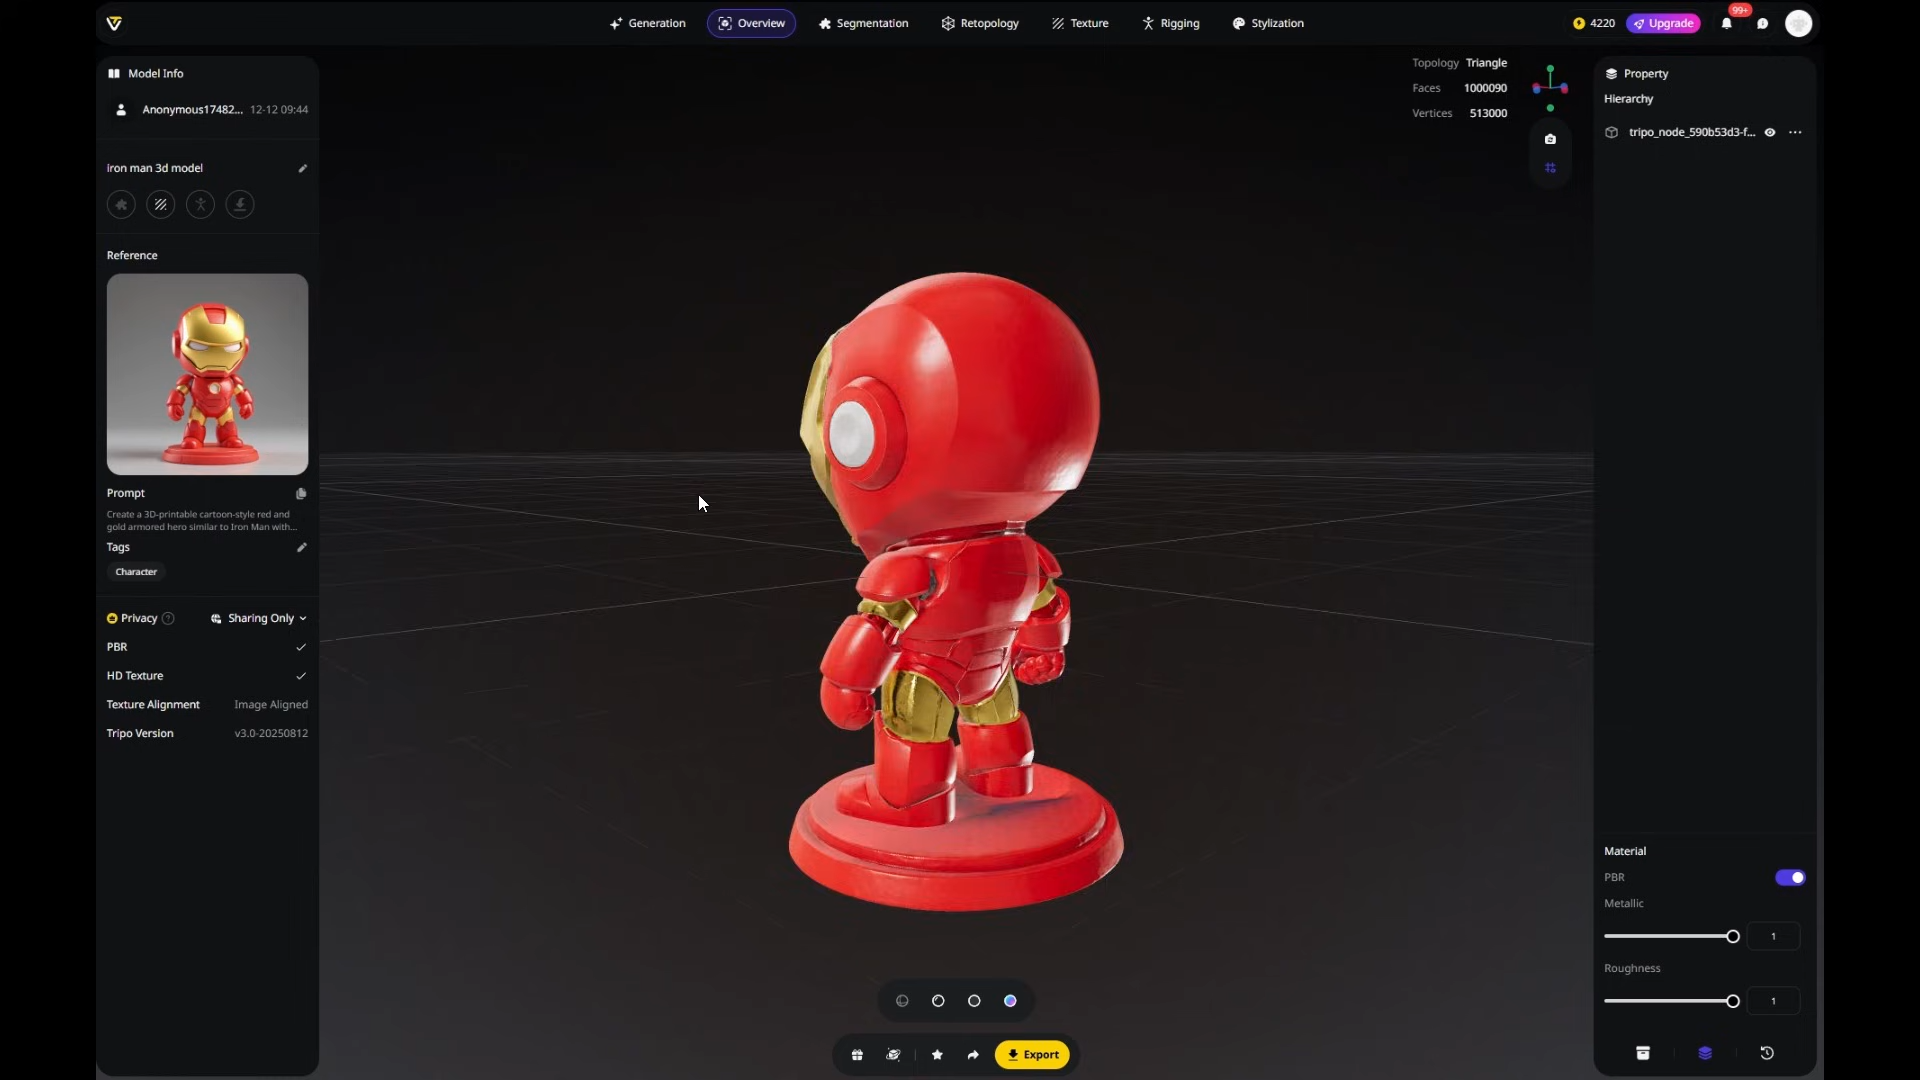 Generation
Overview
Segmentation
Retopology
Texture
Rigging
Stylization
4220
Upgrade
99+
Model Info
Anonymous17482... 12-12 09:44
iron man 3d model
Reference
Prompt
Create a 3D-printable cartoon-style red and
gold armored hero similar to Iron Man with...
Tags
Character
Privacy ? Sharing Only
PBR
HD Texture
Texture Alignment Image Aligned
Tripo Version v3.0-20250812
Topology Triangle
Faces 1000090
Vertices 513000
Export
Property
Hierarchy
tripo_node_590b53d3-f... ...
Material
PBR
Metallic
1
Roughness
1